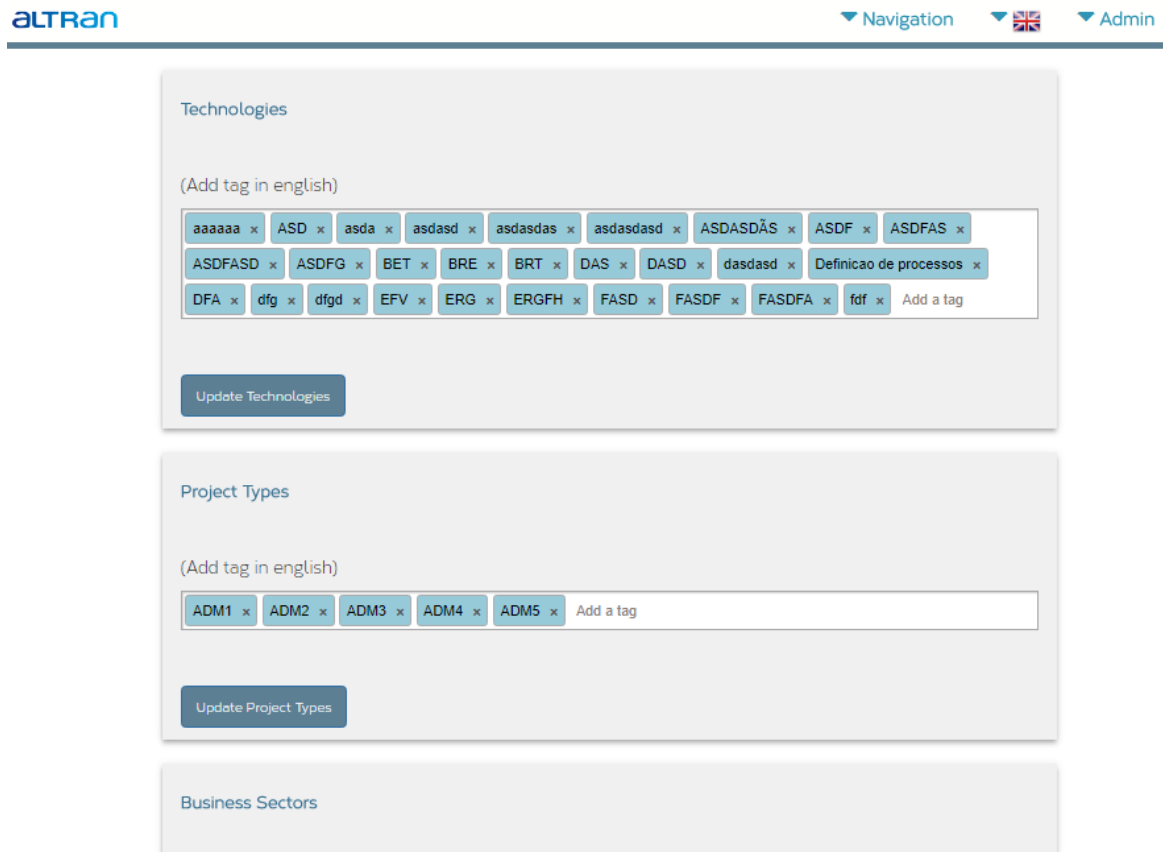 altran Navigation Admin
Technologies
(Add tag in english)
aaaaaa × ASD × asda × asdasd × asdasdas × asdasdasd × ASDASDÃS × ASDF × ASDFAS ×
ASDFASD × ASDFG × BET × BRE × BRT × DAS × DASD × dasdasd × Definicao de processos ×
DFA × dfg × dfgd × EFV × ERG × ERGFH × FASD × FASDF × FASDFA × fdf × Add a tag
Update Technologies
Project Types
(Add tag in english)
ADM1 × ADM2 × ADM3 × ADM4 × ADM5 × Add a tag
Update Project Types
Business Sectors